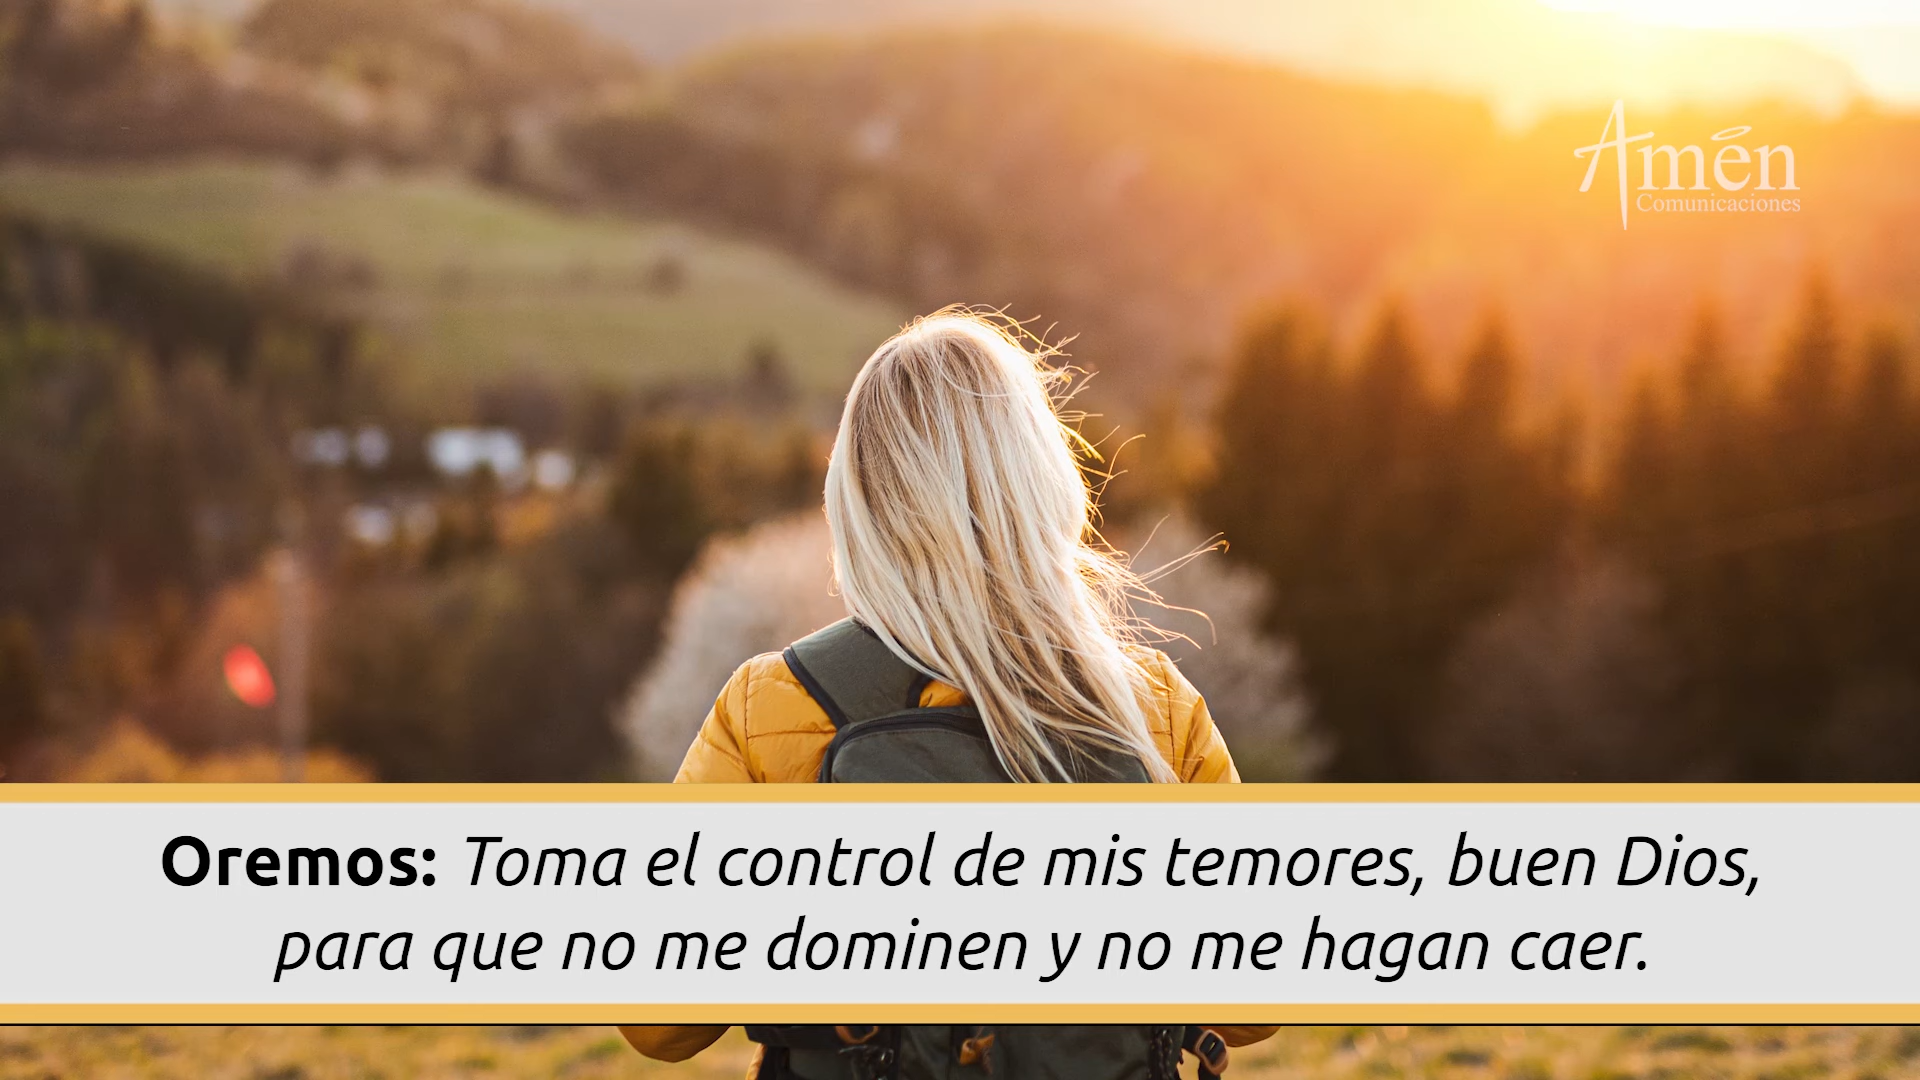 Amén
Comunicaciones
Oremos: Toma el control de mis temores, buen Dios,
para que no me dominen y no me hagan caer.